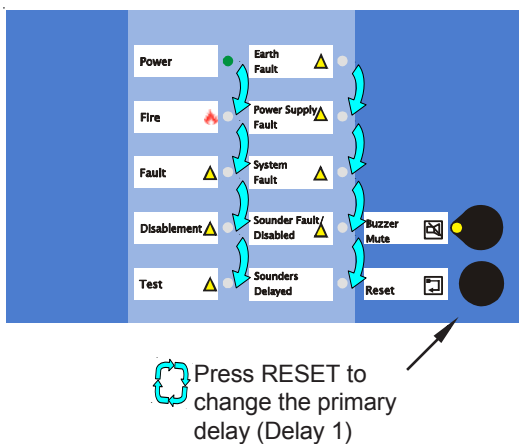 Power
Earth
Fault
Fire
Power Supply
Fault
Fault
System
Fault
Disablement
Sounder Fault/
Disabled
Buzzer
Mute
Test
Sounders
Delayed
Reset
Press RESET to
change the primary
delay (Delay 1)